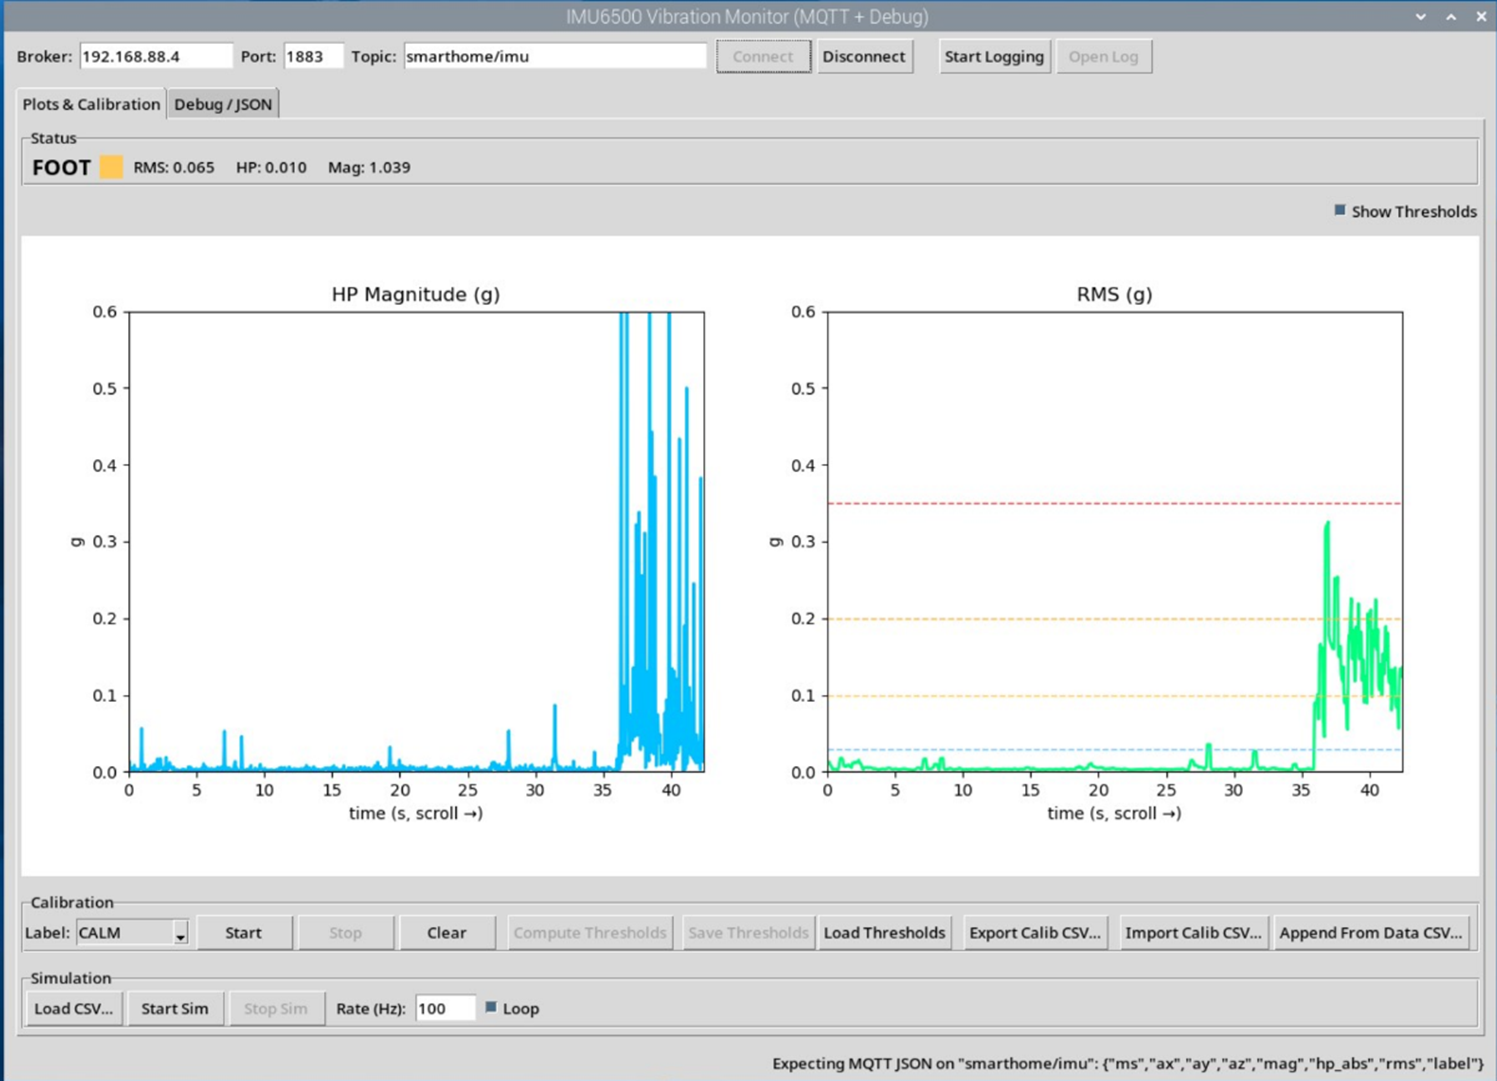 IMU6500 Vibration Monitor (MQTT + Debug)
Broker: 192.168.88.4 Port: 1883 Topic: smarthome/imu Connect Disconnect Start Logging Open Log
Plots & Calibration Debug / JSON
Status
FOOT RMS: 0.065 HP: 0.010 Mag: 1.039
Show Thresholds
HP Magnitude (g)
0.6
0.5
0.4
0.3
0.2
0.1
0.0
g
0 5 10 15 20 25 30 35 40
time (s, scroll →)
RMS (g)
0.6
0.5
0.4
0.3
0.2
0.1
0.0
g
0 5 10 15 20 25 30 35 40
time (s, scroll →)
Calibration
Label: CALM Start Stop Clear Compute Thresholds Save Thresholds Load Thresholds Export Calib CSV... Import Calib CSV... Append From Data CSV...
Simulation
Load CSV... Start Sim Stop Sim Rate (Hz): 100 Loop
Expecting MQTT JSON on "smarthome/imu": {"ms","ax","ay","az","mag","hp_abs","rms","label"}